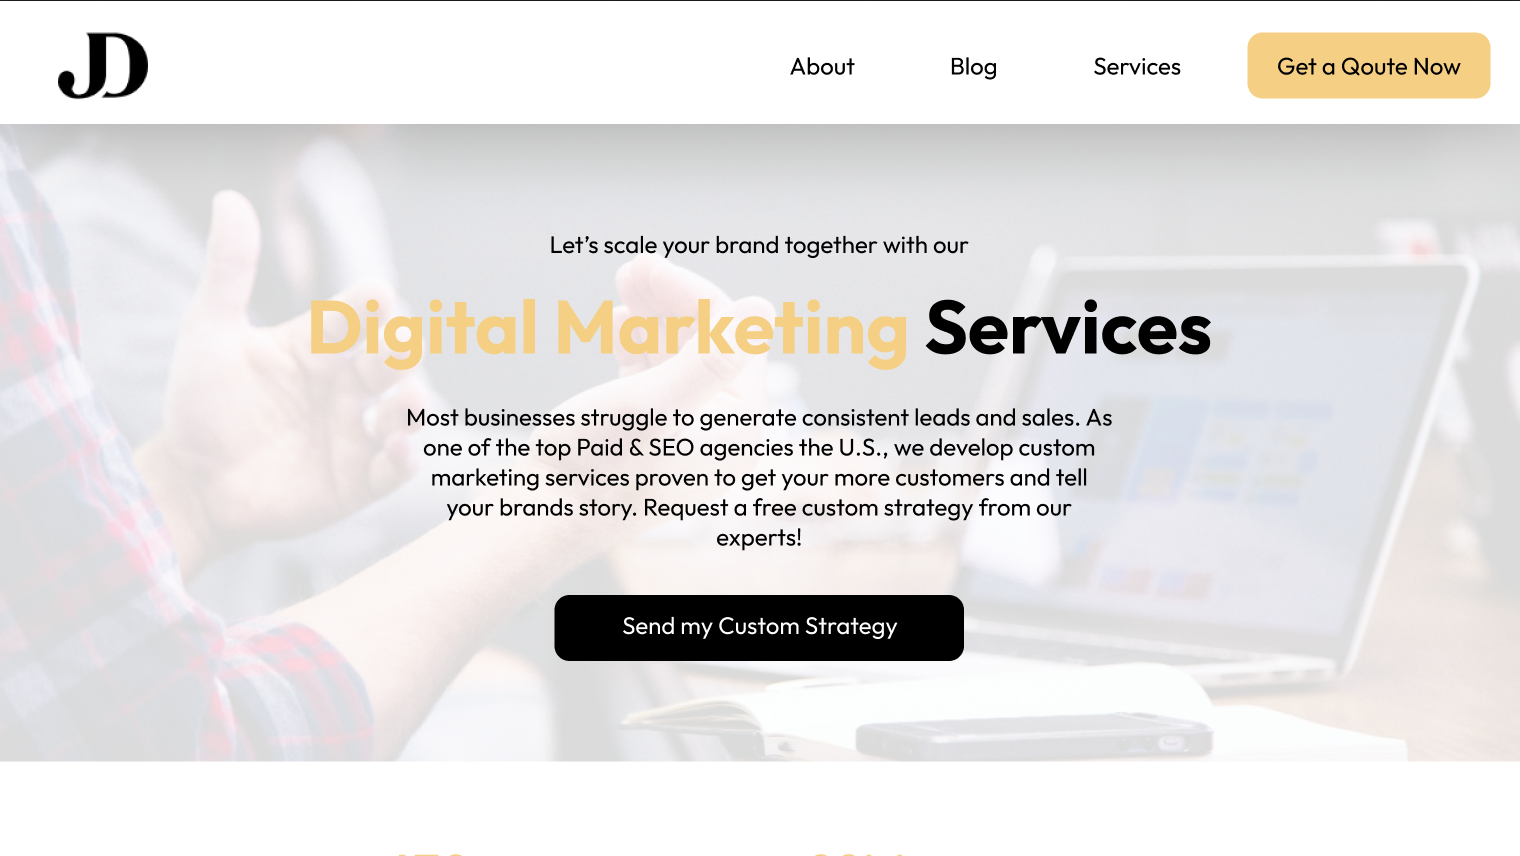 JD
About Blog Services Get a Qoute Now
Let’s scale your brand together with our
Digital Marketing Services
Most businesses struggle to generate consistent leads and sales. As
one of the top Paid & SEO agencies the U.S., we develop custom
marketing services proven to get your more customers and tell
your brands story. Request a free custom strategy from our
experts!
Send my Custom Strategy